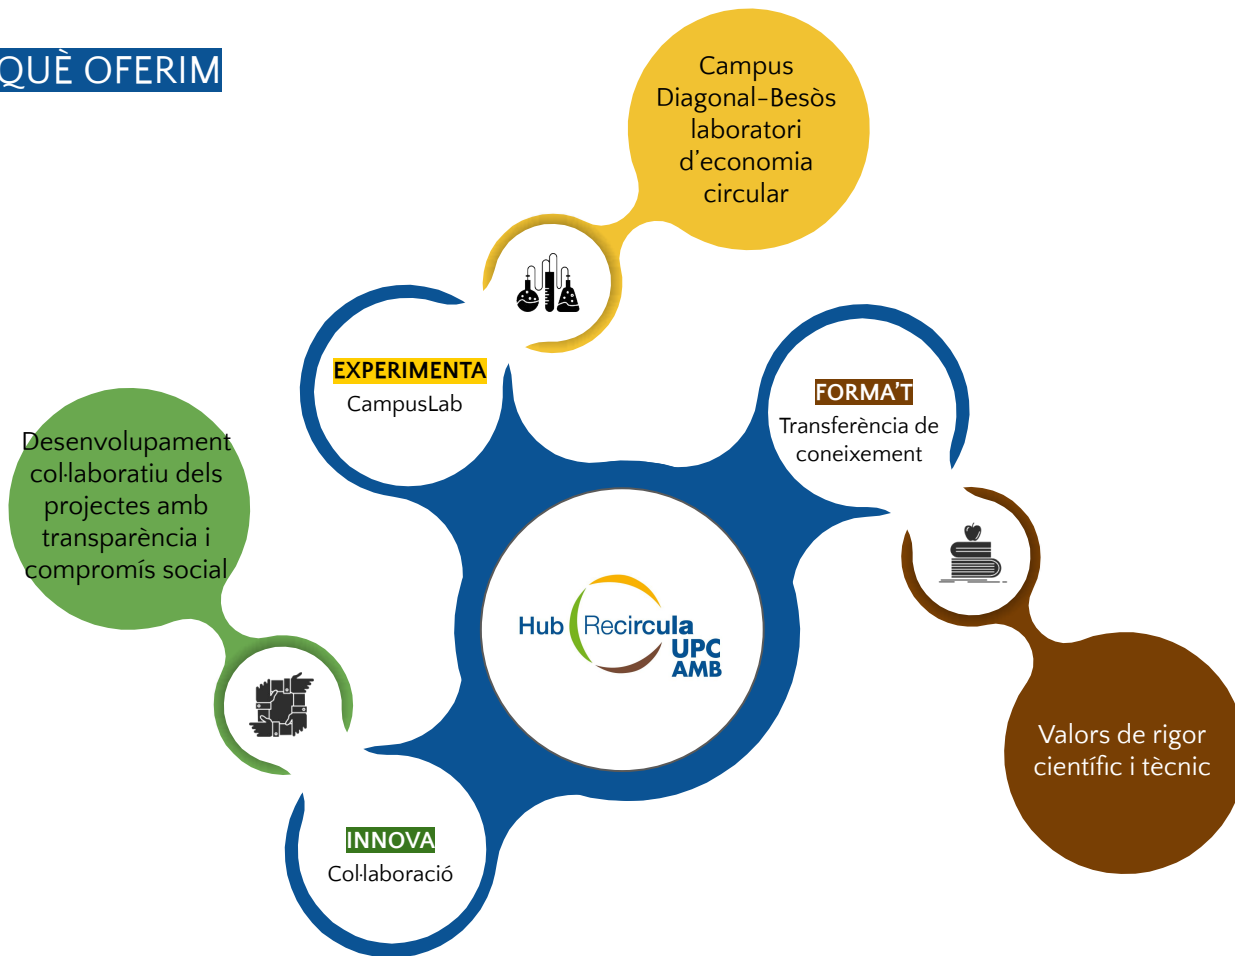 QUÈ OFERIM
Campus
Diagonal-Besòs
laboratori
d’economia
circular
EXPERIMENTA
CampusLab
FORMA’T
Transferència de
coneixement
Desenvolupament
col·laboratiu dels
projectes amb
transparència i
compromís social
Hub Recircula
UPC
AMB
Valors de rigor
científic i tècnic
INNOVA
Col·laboració